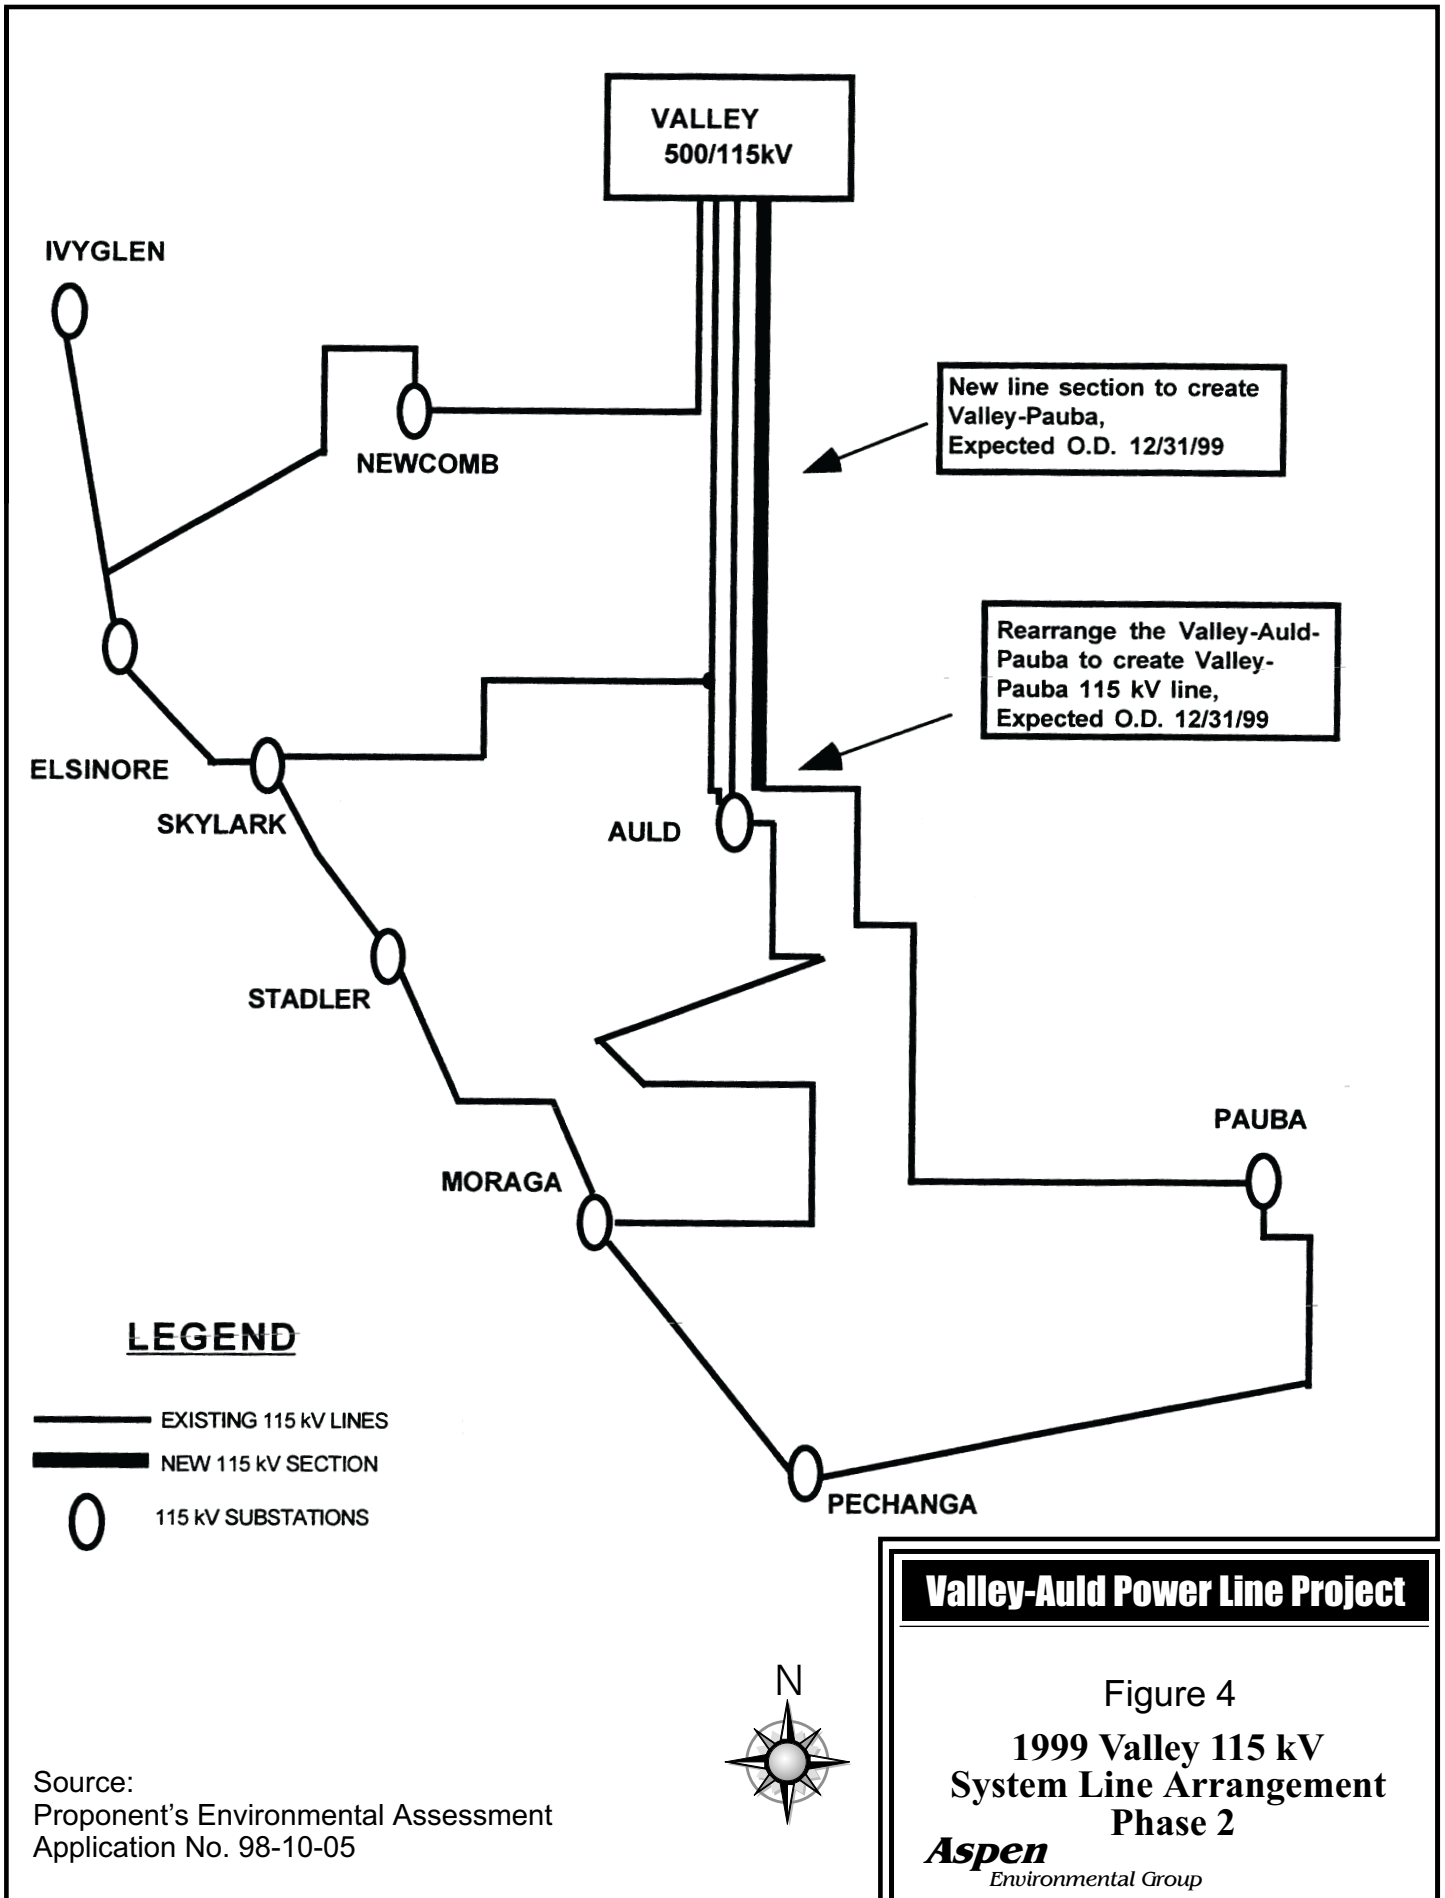 VALLEY
500/115kV
IVYGLEN
NEWCOMB
New line section to create
Valley-Pauba,
Expected O.D. 12/31/99
Rearrange the Valley-Auld-
Pauba to create Valley-
Pauba 115 kV line,
Expected O.D. 12/31/99
ELSINORE
SKYLARK
AULD
STADLER
MORAGA
PAUBA
PECHANGA
LEGEND
EXISTING 115 kV LINES
NEW 115 kV SECTION
115 kV SUBSTATIONS
Valley-Auld Power Line Project
N
Figure 4
1999 Valley 115 kV
System Line Arrangement
Phase 2
Aspen
Environmental Group
Source:
Proponent’s Environmental Assessment
Application No. 98-10-05